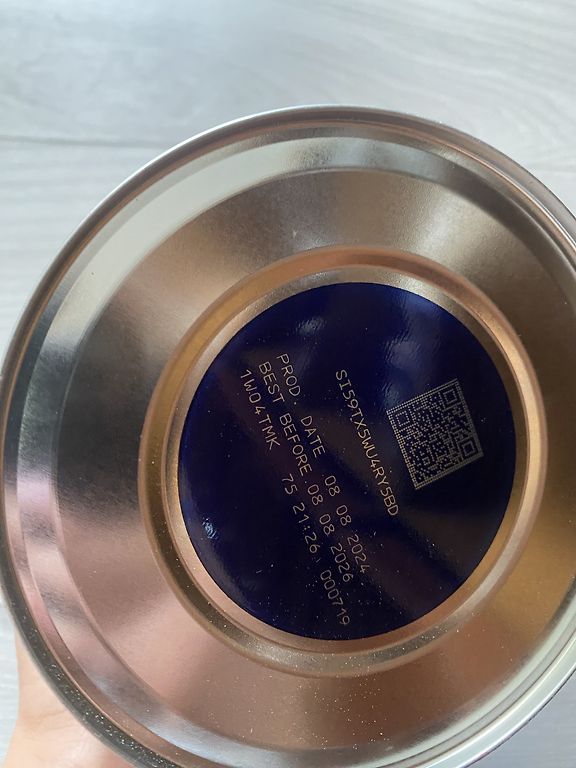 SI59TX5WU4RY5BD
PROD. DATE 08 08 2024
BEST BEFORE 08 08 2026
1W04TMK 75 21:26 000719